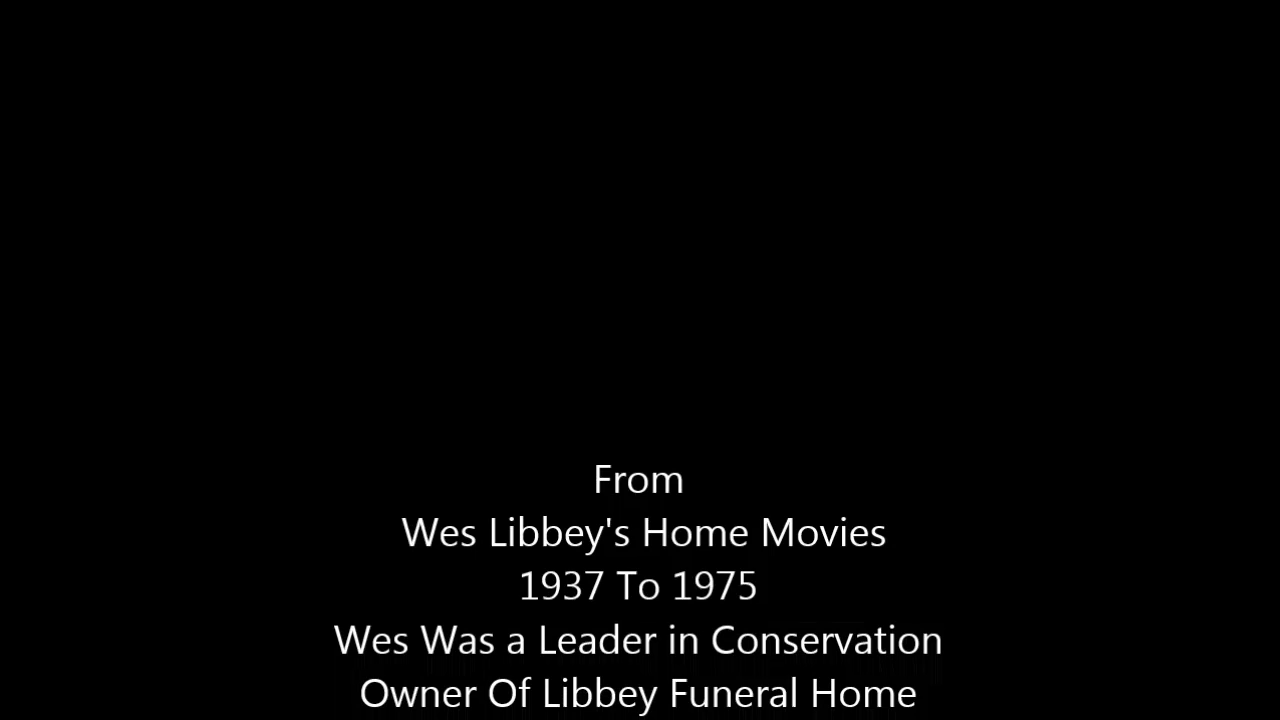 From
Wes Libbey's Home Movies
1937 To 1975
Wes Was a Leader in Conservation
Owner Of Libbey Funeral Home